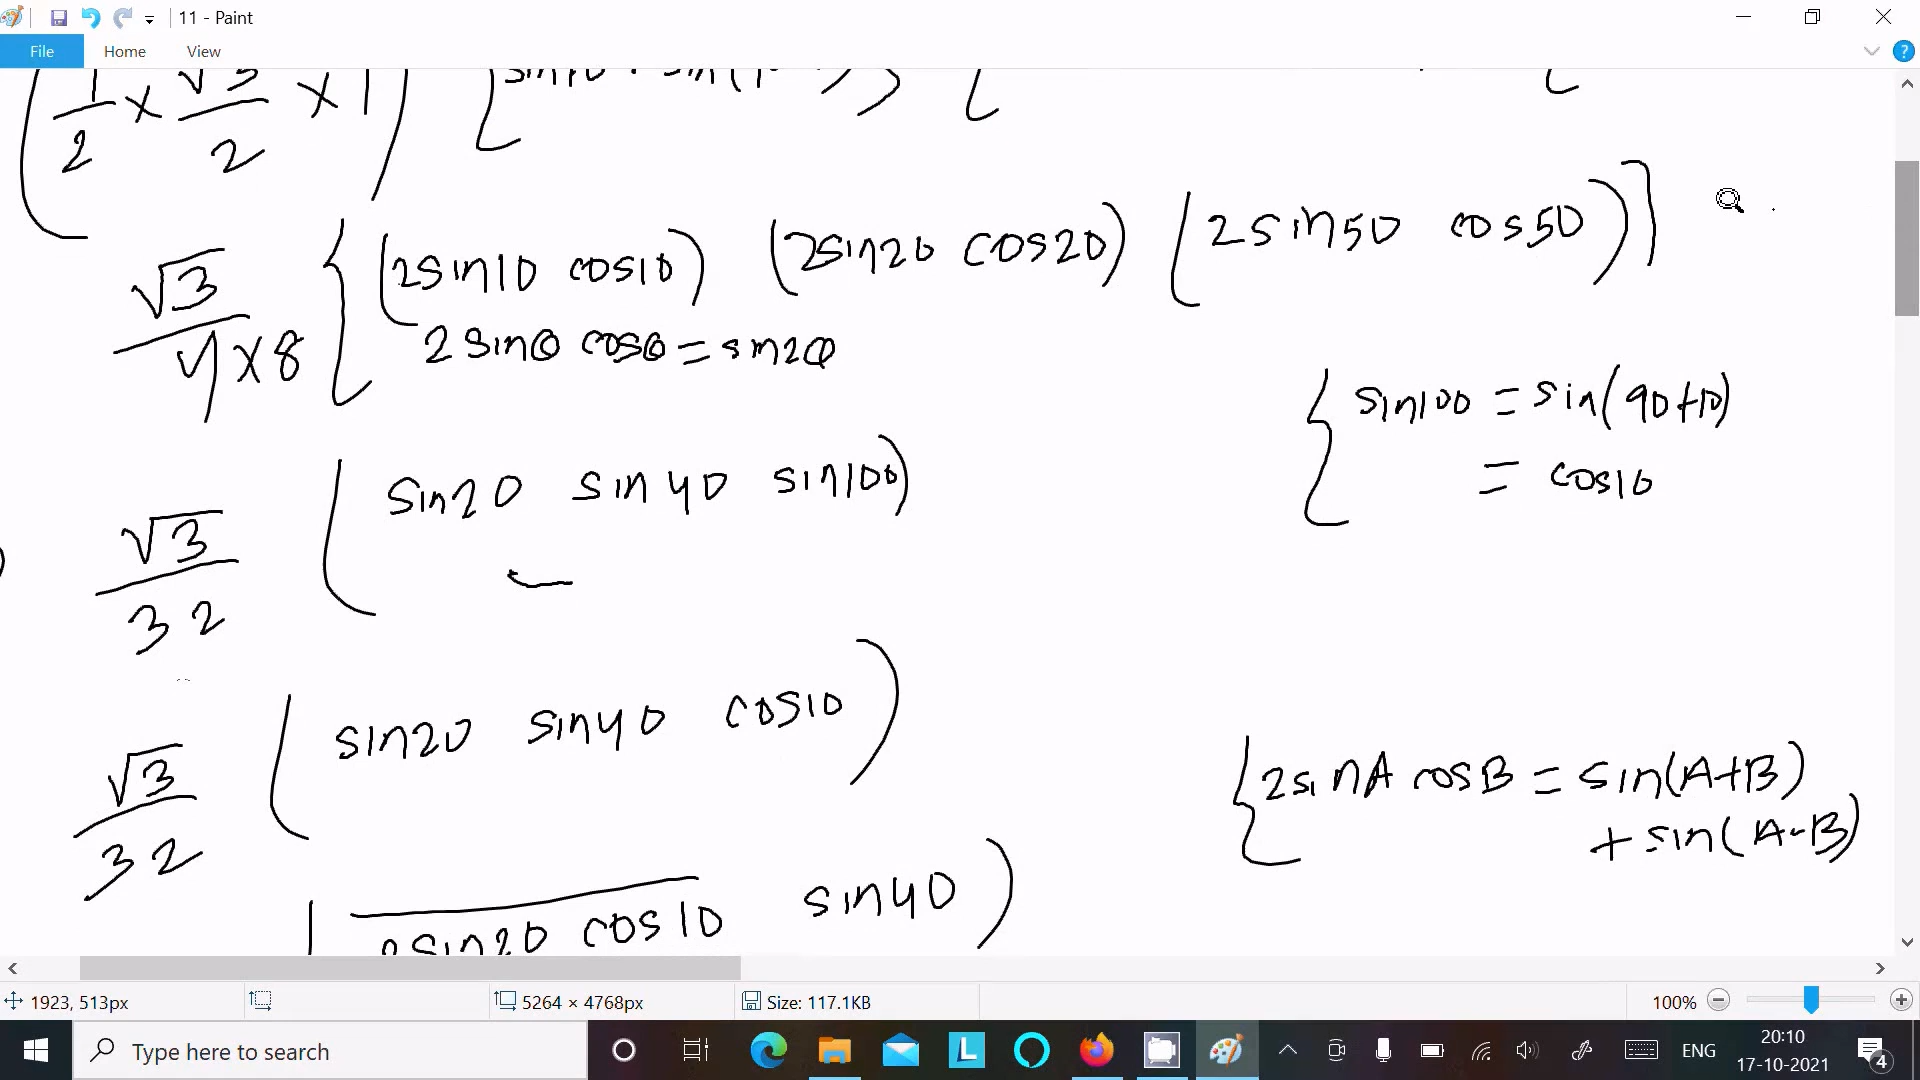 11 - Paint
File Home View
1/2 × √3/2 × 1
√3/4×8 { (2sin10 cos10) (2sin20 cos20) (2sin50 cos50) ]
2sinθ cosθ = sin2θ
{ sin100 = sin(90+10)
= cos10
√3/32 ( sin20 sin40 sin100 )
√3/32 ( sin20 sin40 cos10 )
{ 2sinA cosB = sin(A+B)
+ sin(A-B)
2sin20 cos10 sin40 )
1923, 513px 5264 × 4768px Size: 117.1KB 100%
Type here to search
ENG
20:10
17-10-2021
4